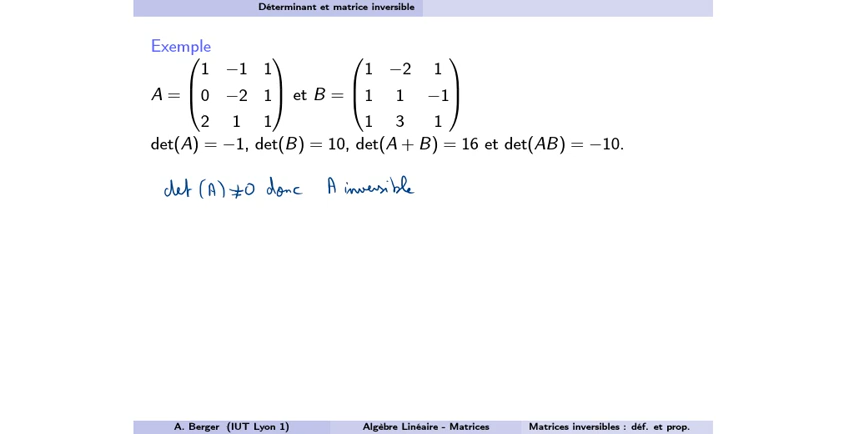 Déterminant et matrice inversible
Exemple
A = (1 −1 1 ; 0 −2 1 ; 2 1 1) et B = (1 −2 1 ; 1 1 −1 ; 1 3 1)
det(A) = −1, det(B) = 10, det(A + B) = 16 et det(AB) = −10.
det (A) ≠ 0 donc A inversible
A. Berger (IUT Lyon 1) Algèbre Linéaire - Matrices Matrices inversibles : déf. et prop.